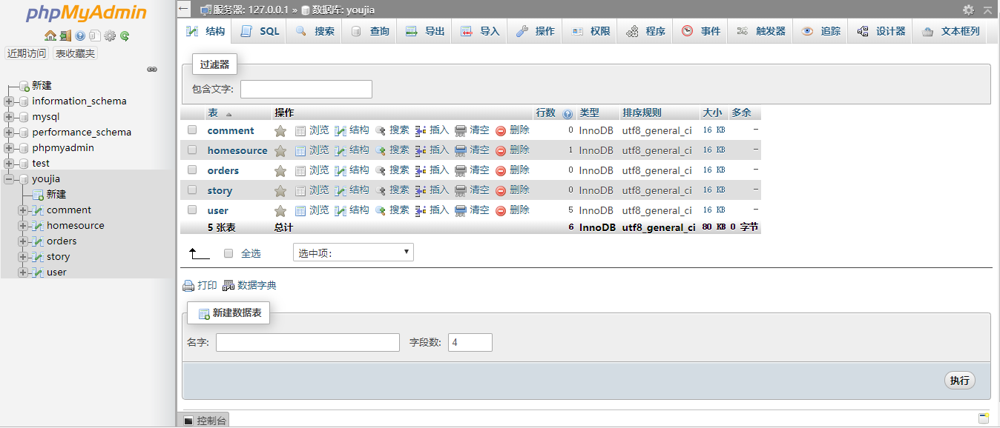 phpMyAdmin
近期访问 表收藏夹
新建
information_schema
mysql
performance_schema
phpmyadmin
test
youjia
新建
comment
homesource
orders
story
user
服务器: 127.0.0.1 » 数据库: youjia
结构 SQL 搜索 查询 导出 导入 操作 权限 程序 事件 触发器 追踪 设计器 文本框列
过滤器
包含文字:
表 操作 行数 类型 排序规则 大小 多余
comment 浏览 结构 搜索 插入 清空 删除 0 InnoDB utf8_general_ci 16 KB –
homesource 浏览 结构 搜索 插入 清空 删除 1 InnoDB utf8_general_ci 16 KB –
orders 浏览 结构 搜索 插入 清空 删除 0 InnoDB utf8_general_ci 16 KB –
story 浏览 结构 搜索 插入 清空 删除 0 InnoDB utf8_general_ci 16 KB –
user 浏览 结构 搜索 插入 清空 删除 5 InnoDB utf8_general_ci 16 KB –
5 张表 总计 6 InnoDB utf8_general_ci 80 KB 0 字节
全选 选中项:
打印 数据字典
新建数据表
名字: 字段数: 4
执行
控制台